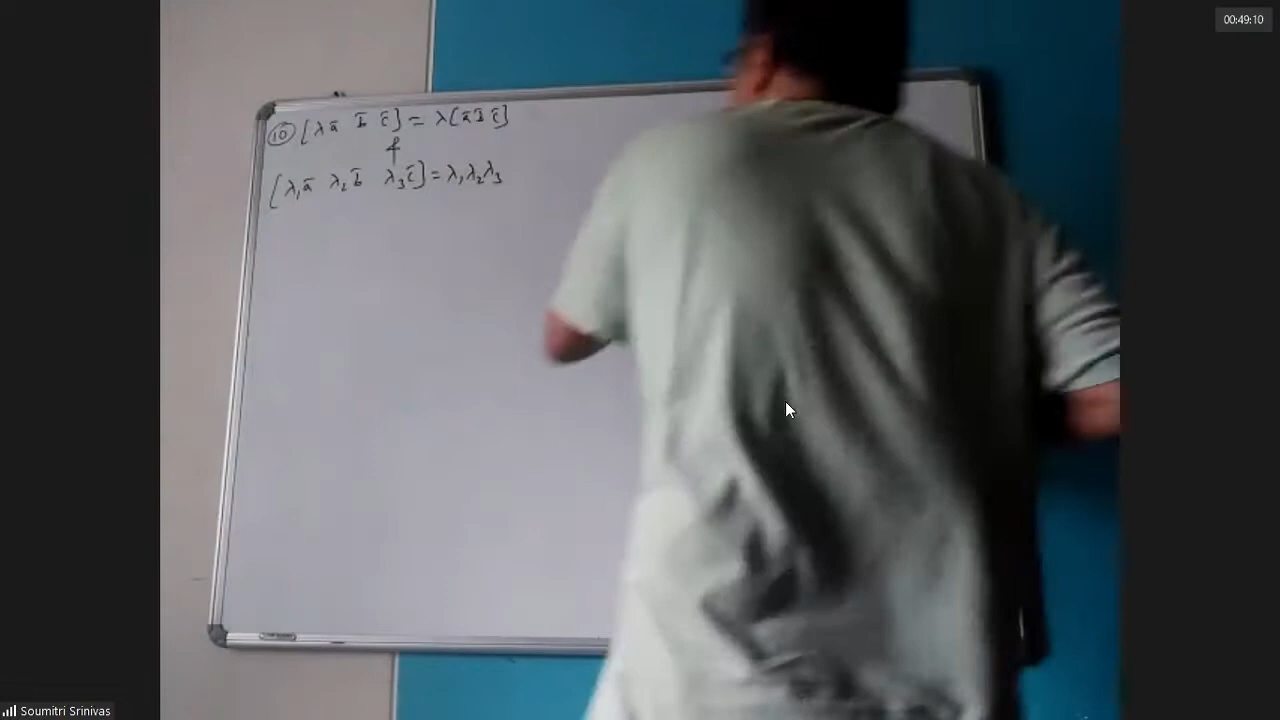 00:49:10
⑩ [λā b̄ c̄] = λ[ā b̄ c̄]
&
[λ₁ā λ₂b̄ λ₃c̄] = λ₁λ₂λ₃
Soumitri Srinivas